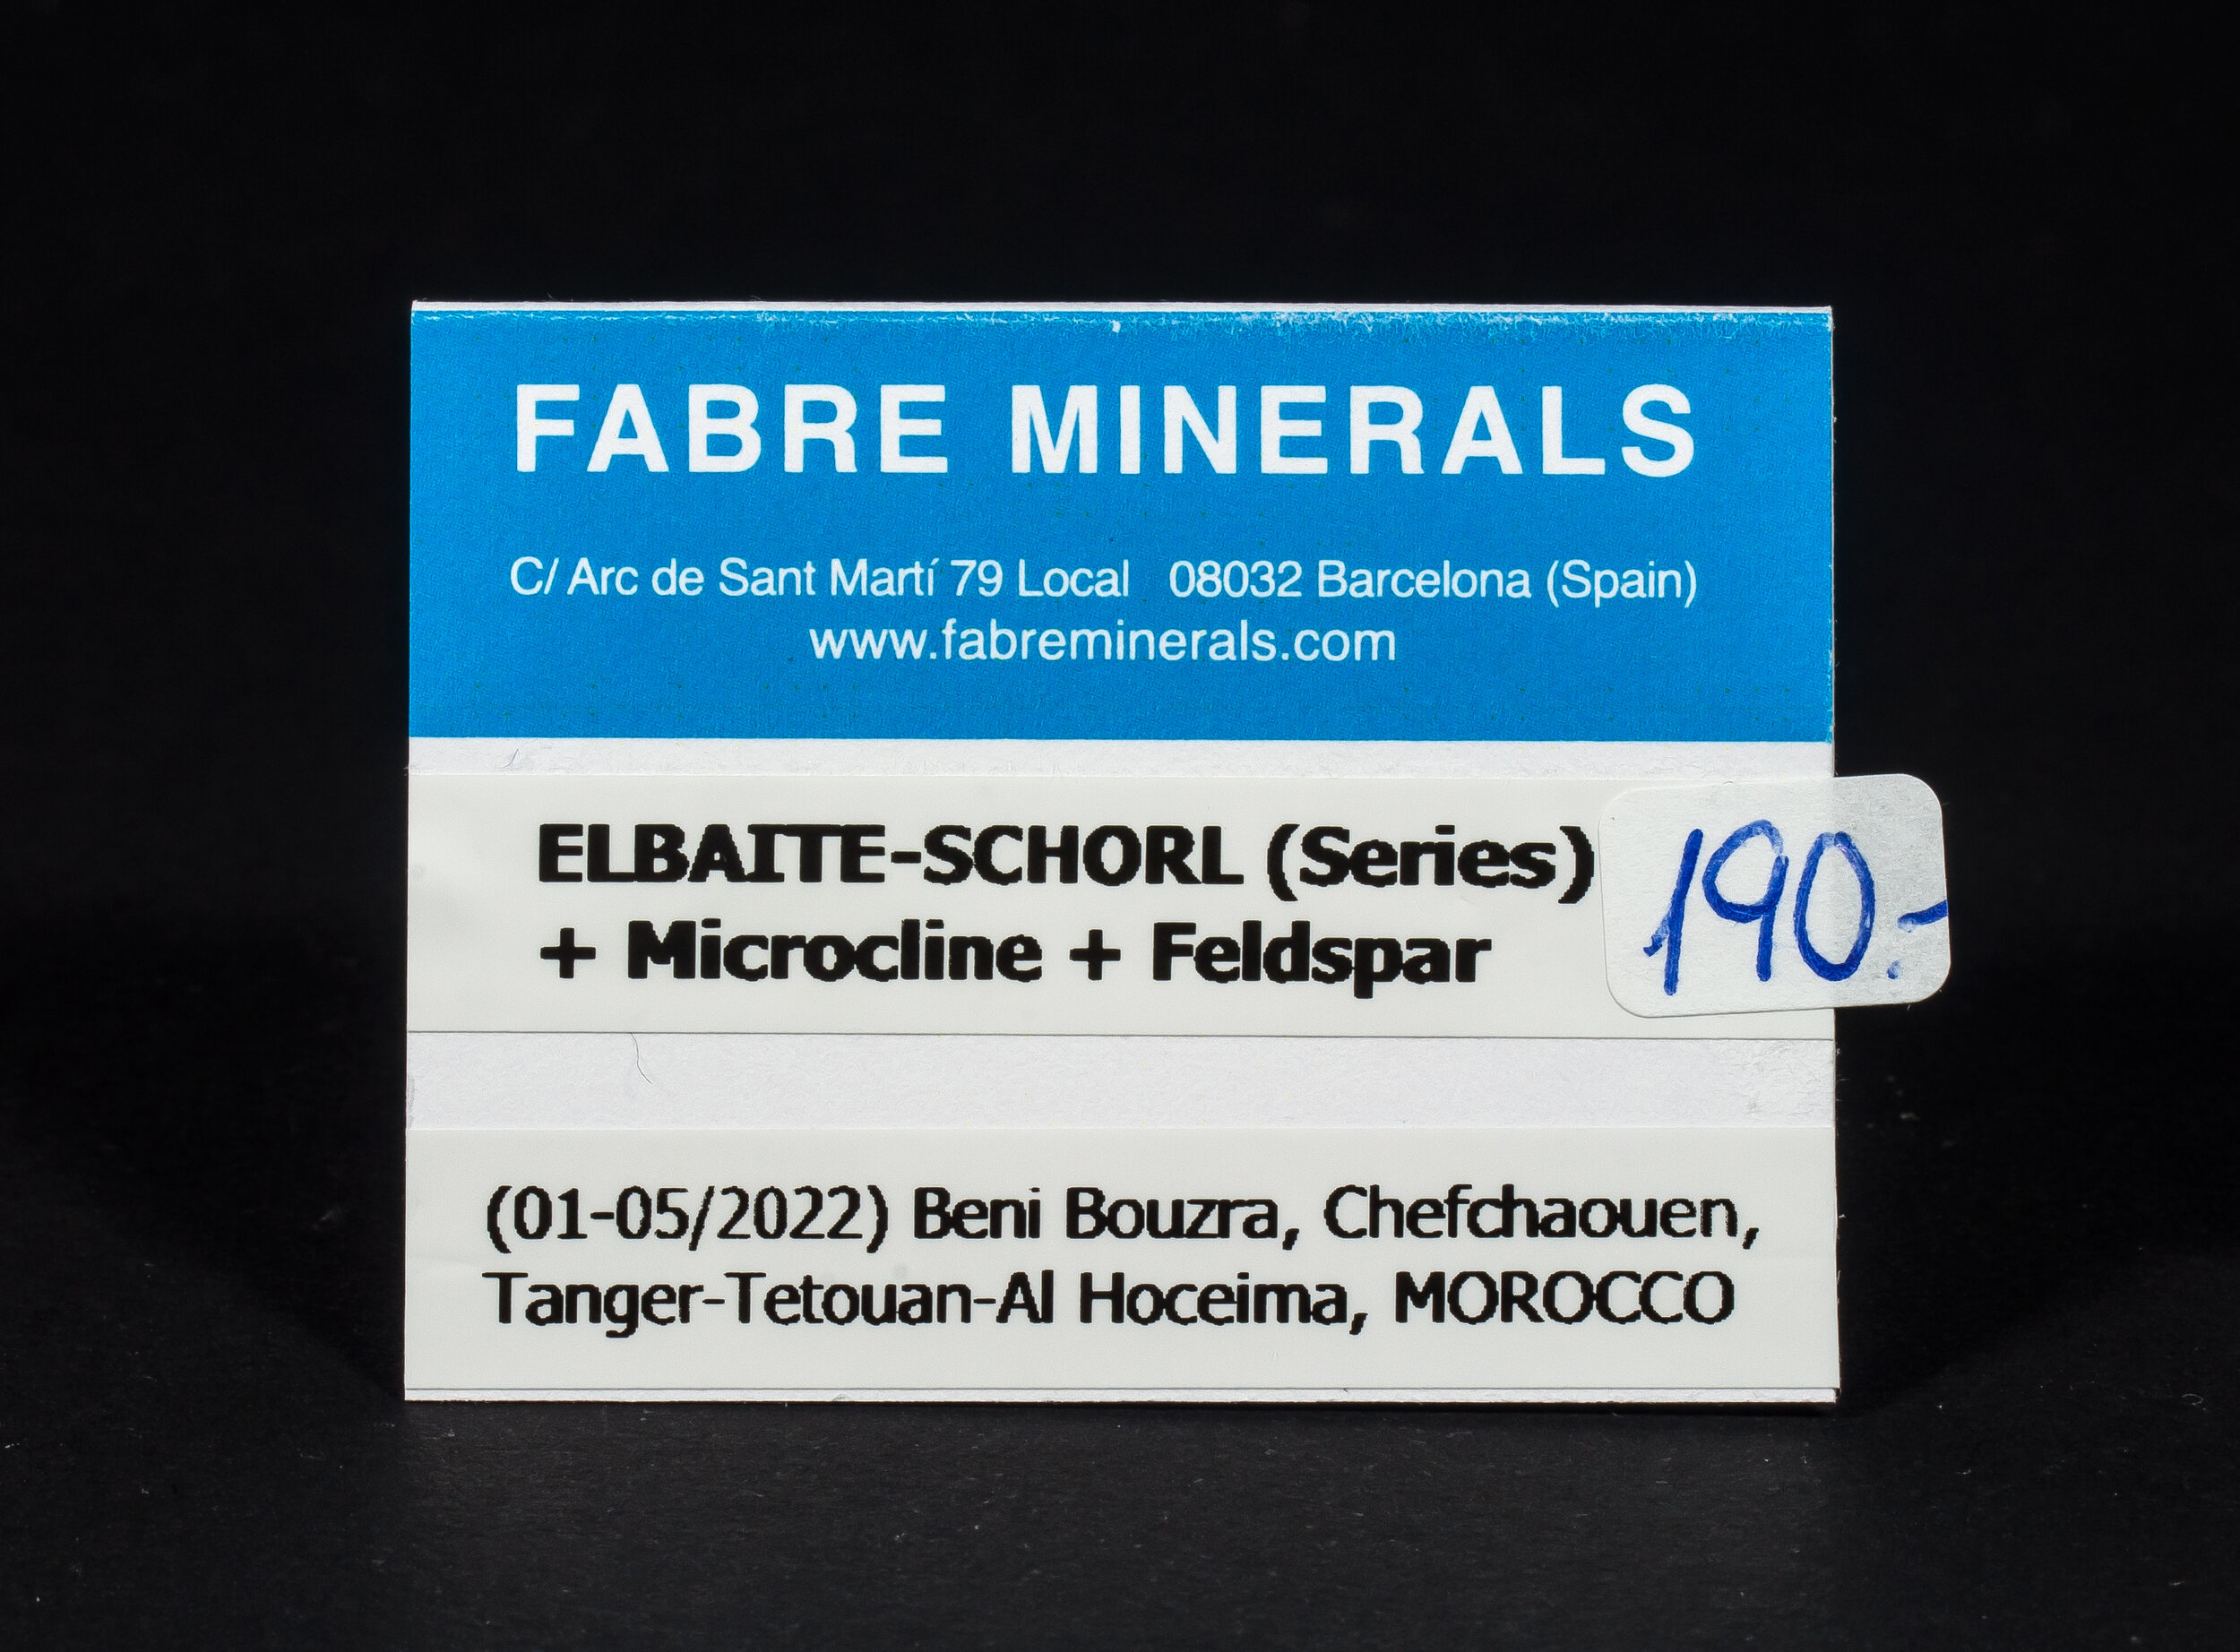 FABRE MINERALS
C/ Arc de Sant Martí 79 Local 08032 Barcelona (Spain)
www.fabreminerals.com
ELBAITE-SCHORL (Series)
+ Microcline + Feldspar
190.-
(01-05/2022) Beni Bouzra, Chefchaouen,
Tanger-Tetouan-Al Hoceima, MOROCCO